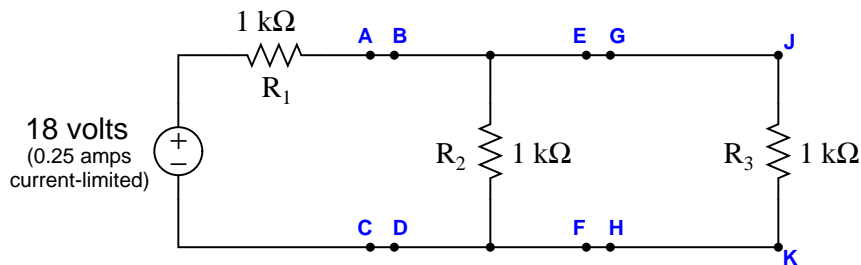 1 kΩ
R1
A B
E G
J
18 volts
(0.25 amps
current-limited)
+
−
R2
1 kΩ
R3
1 kΩ
C D
F H
K